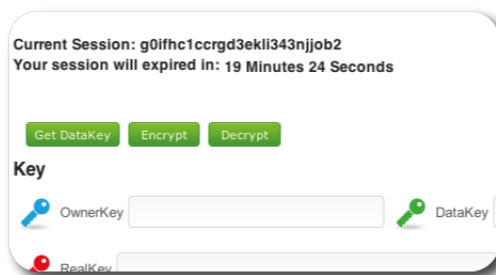 Current Session: g0ifhc1ccrgd3ekli343njjob2
Your session will expired in: 19 Minutes 24 Seconds
Get DataKey Encrypt Decrypt
Key
OwnerKey DataKey
RealKey